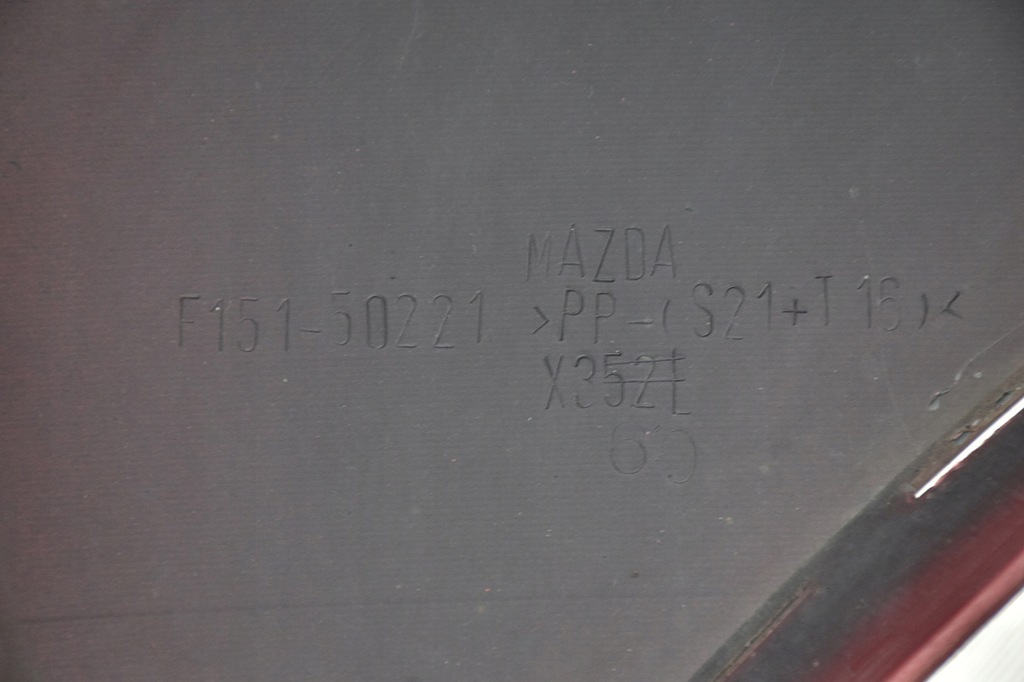 MAZDA
F151-50221 >PP-(S21+T16)<
X352L